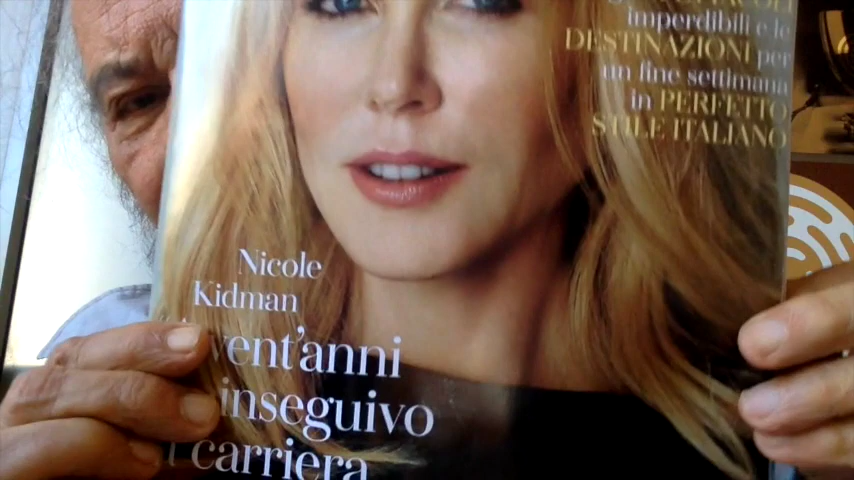 imperdibili e le
DESTINAZIONI per
un fine settimana
in PERFETTO
STILE ITALIANO
Nicole
Kidman
vent'anni
inseguivo
carriera